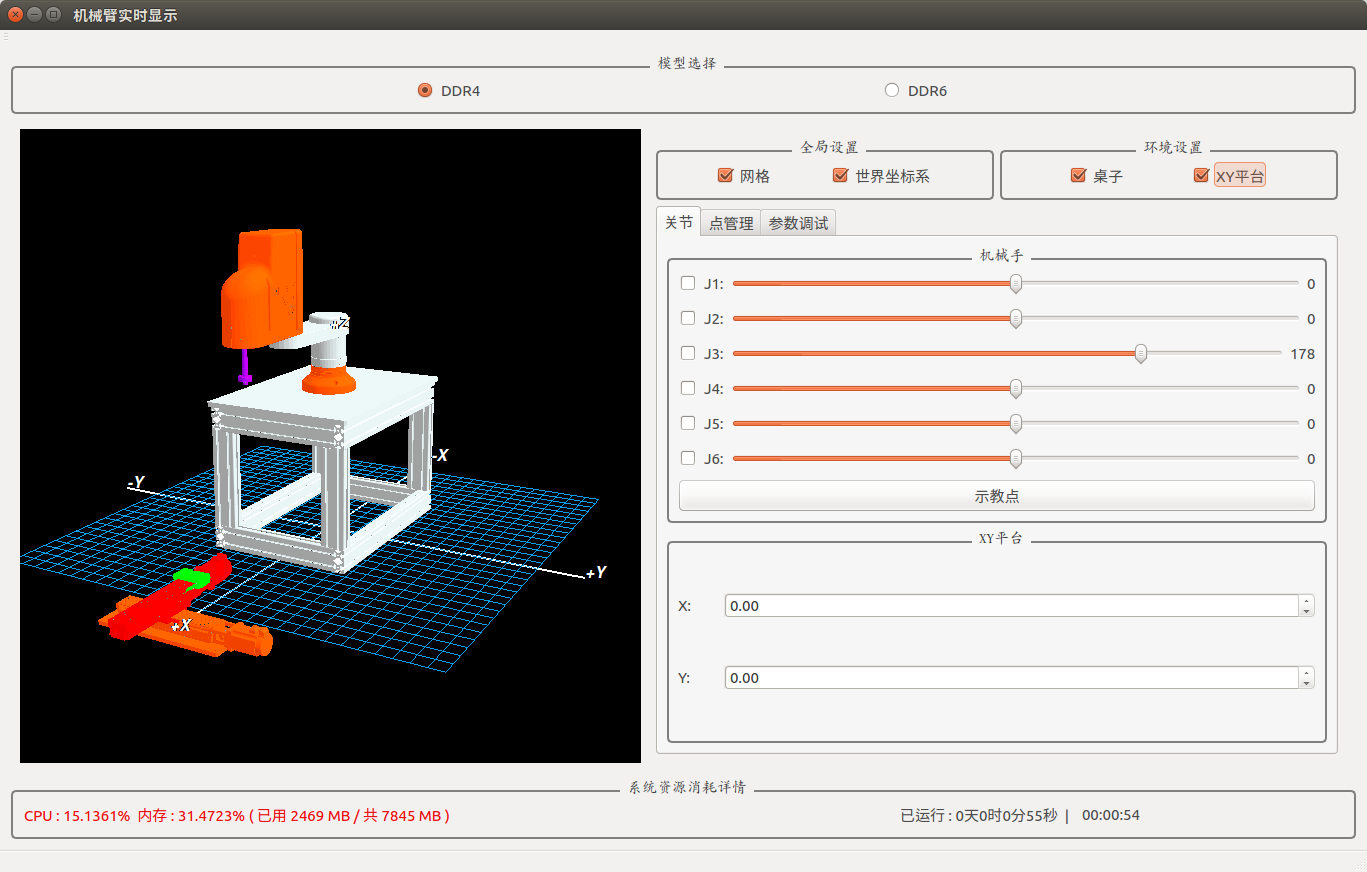 机械臂实时显示
模型选择
DDR4 DDR6
全局设置
网格 世界坐标系
环境设置
桌子 XY平台
关节 点管理 参数调试
机械手
J1: 0
J2: 0
J3: 178
J4: 0
J5: 0
J6: 0
示教点
XY平台
X: 0.00
Y: 0.00
+Z
-X
-Y
+Y
+X
系统资源消耗详情
CPU : 15.1361% 内存 : 31.4723% ( 已用 2469 MB / 共 7845 MB )
已运行 : 0天0时0分55秒 | 00:00:54